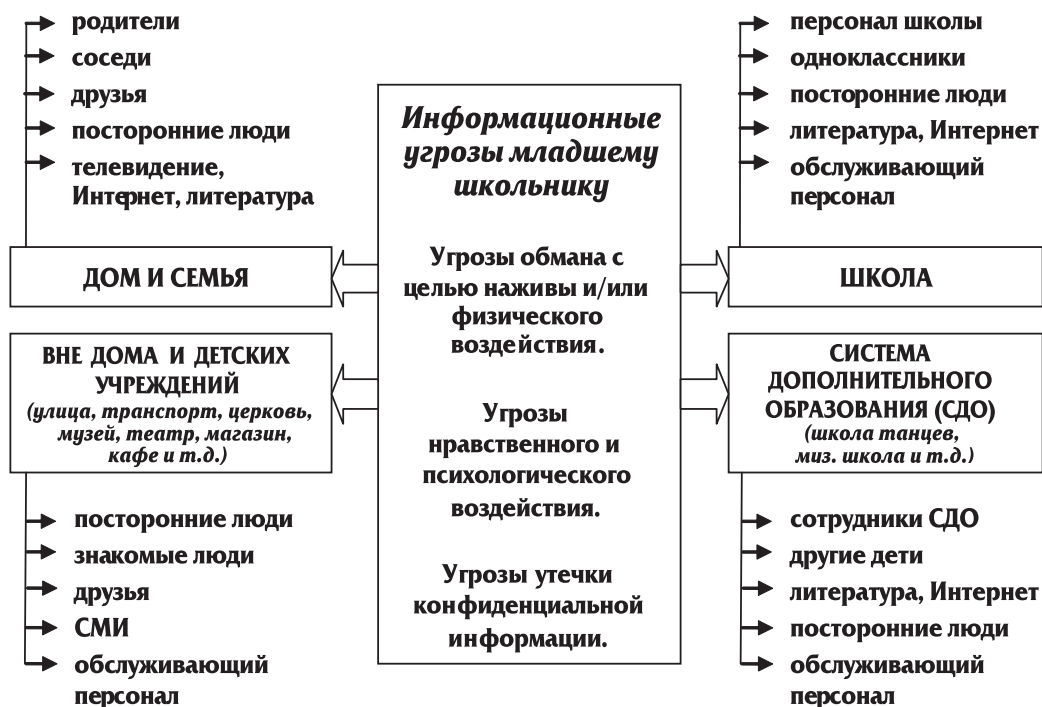 родители
соседи
друзья
посторонние люди
телевидение,
Интернет, литература
ДОМ И СЕМЬЯ
ВНЕ ДОМА И ДЕТСКИХ
УЧРЕЖДЕНИЙ
(улица, транспорт, церковь,
музей, театр, магазин,
кафе и т.д.)
посторонние люди
знакомые люди
друзья
СМИ
обслуживающий
персонал
Информационные
угрозы младшему
школьнику
Угрозы обмана с
целью наживы и/или
физического
воздействия.
Угрозы
нравственного и
психологического
воздействия.
Угрозы утечки
конфиденциальной
информации.
персонал школы
одноклассники
посторонние люди
литература, Интернет
обслуживающий
персонал
ШКОЛА
СИСТЕМА
ДОПОЛНИТЕЛЬНОГО
ОБРАЗОВАНИЯ (СДО)
(школа танцев,
миз. школа и т.д.)
сотрудники СДО
другие дети
литература, Интернет
посторонние люди
обслуживающий
персонал